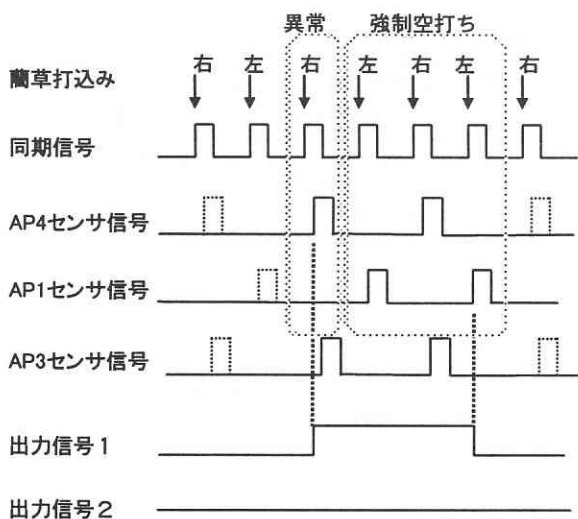 異常 強制空打ち
藺草打込み 右 左 右 左 右 左 右
同期信号
AP4センサ信号
AP1センサ信号
AP3センサ信号
出力信号1
出力信号2